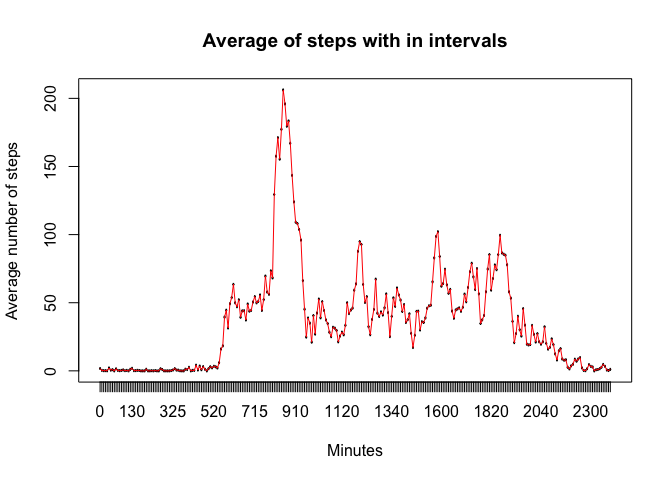 Average of steps with in intervals
Average number of steps
200
150
100
50
0
0 130 325 520 715 910 1120 1340 1600 1820 2040 2300
Minutes